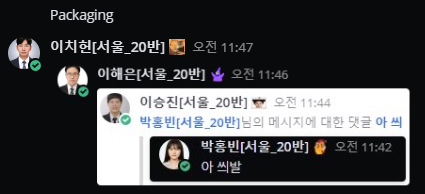 Packaging
이치현[서울_20반] 오전 11:47
이해은[서울_20반] 오전 11:46
이승진[서울_20반] 오전 11:44
박홍빈[서울_20반]님의 메시지에 대한 댓글 아 씌
박홍빈[서울_20반] 오전 11:42
아 씌발